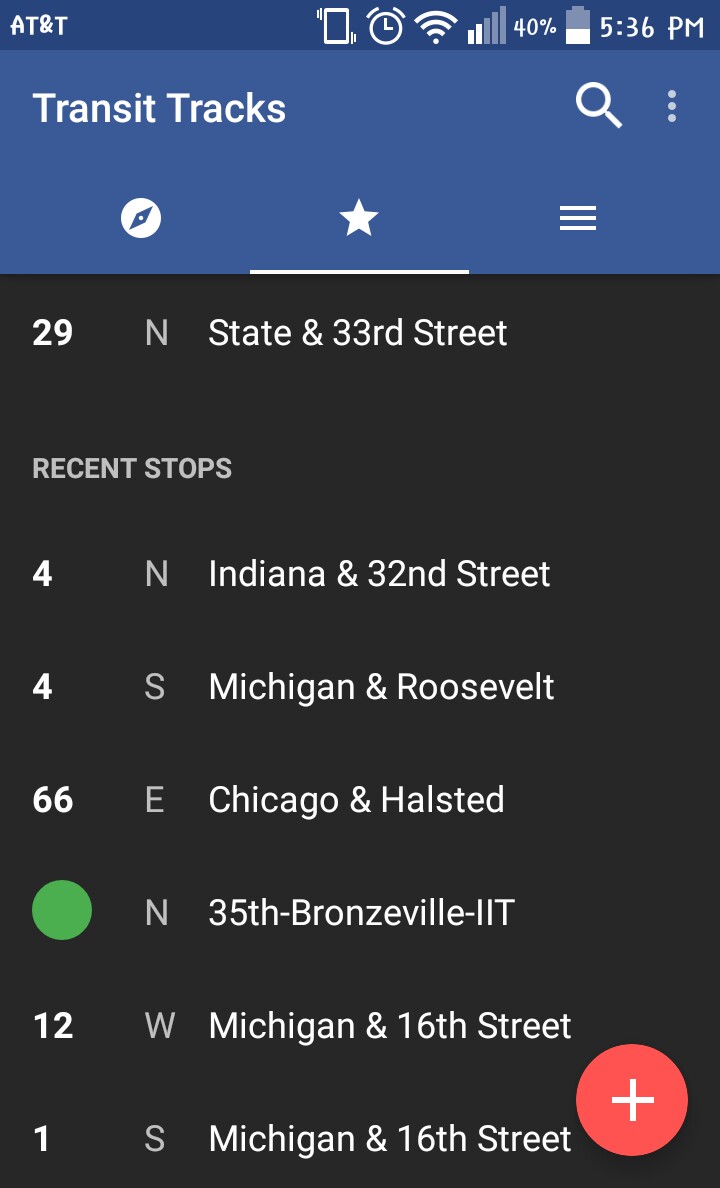 AT&T 40% 5:36 PM
Transit Tracks
29 N State & 33rd Street
RECENT STOPS
4 N Indiana & 32nd Street
4 S Michigan & Roosevelt
66 E Chicago & Halsted
N 35th-Bronzeville-IIT
12 W Michigan & 16th Street
1 S Michigan & 16th Street